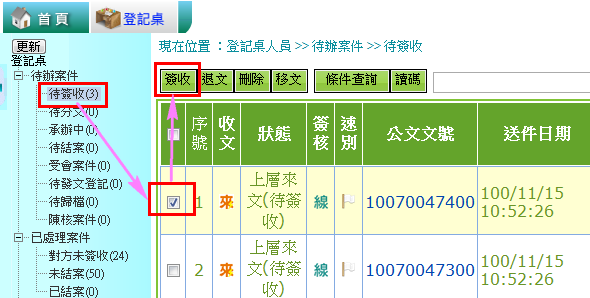 首頁 登記桌
更新
登記桌
待辦案件
待簽收(3)
待分文(0)
承辦中(0)
待結案(0)
受會案件(0)
待發文登記(0)
待歸檔(0)
陳核案件(0)
已處理案件
對方未簽收(24)
未結案(50)
已結案(0)
現在位置 ：登記桌人員 >> 待辦案件 >> 待簽收
簽收 退文 刪除 移文 條件查詢 讀碼
序號 收文 狀態 簽核 速別 公文文號 送件日期
1 來 上層來文(待簽收) 線 10070047400 100/11/15 10:52:26
2 來 上層來文(待簽收) 線 10070047300 100/11/15 10:52:26